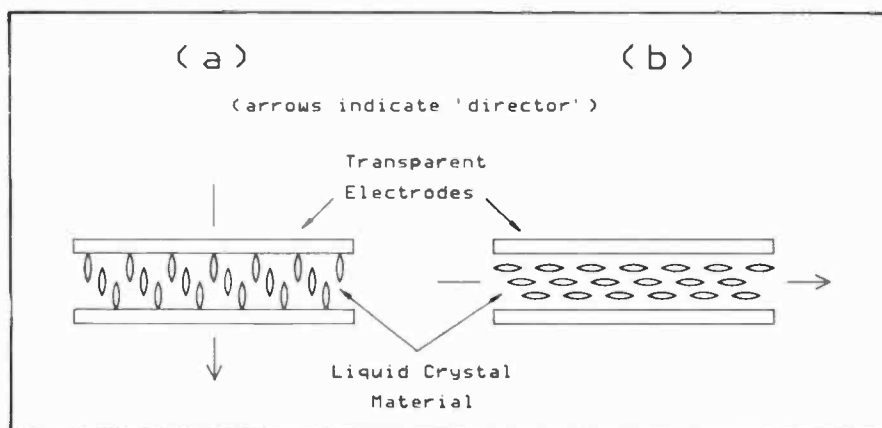 (a)
(b)
(arrows indicate 'director')
Transparent
Electrodes
Liquid Crystal
Material